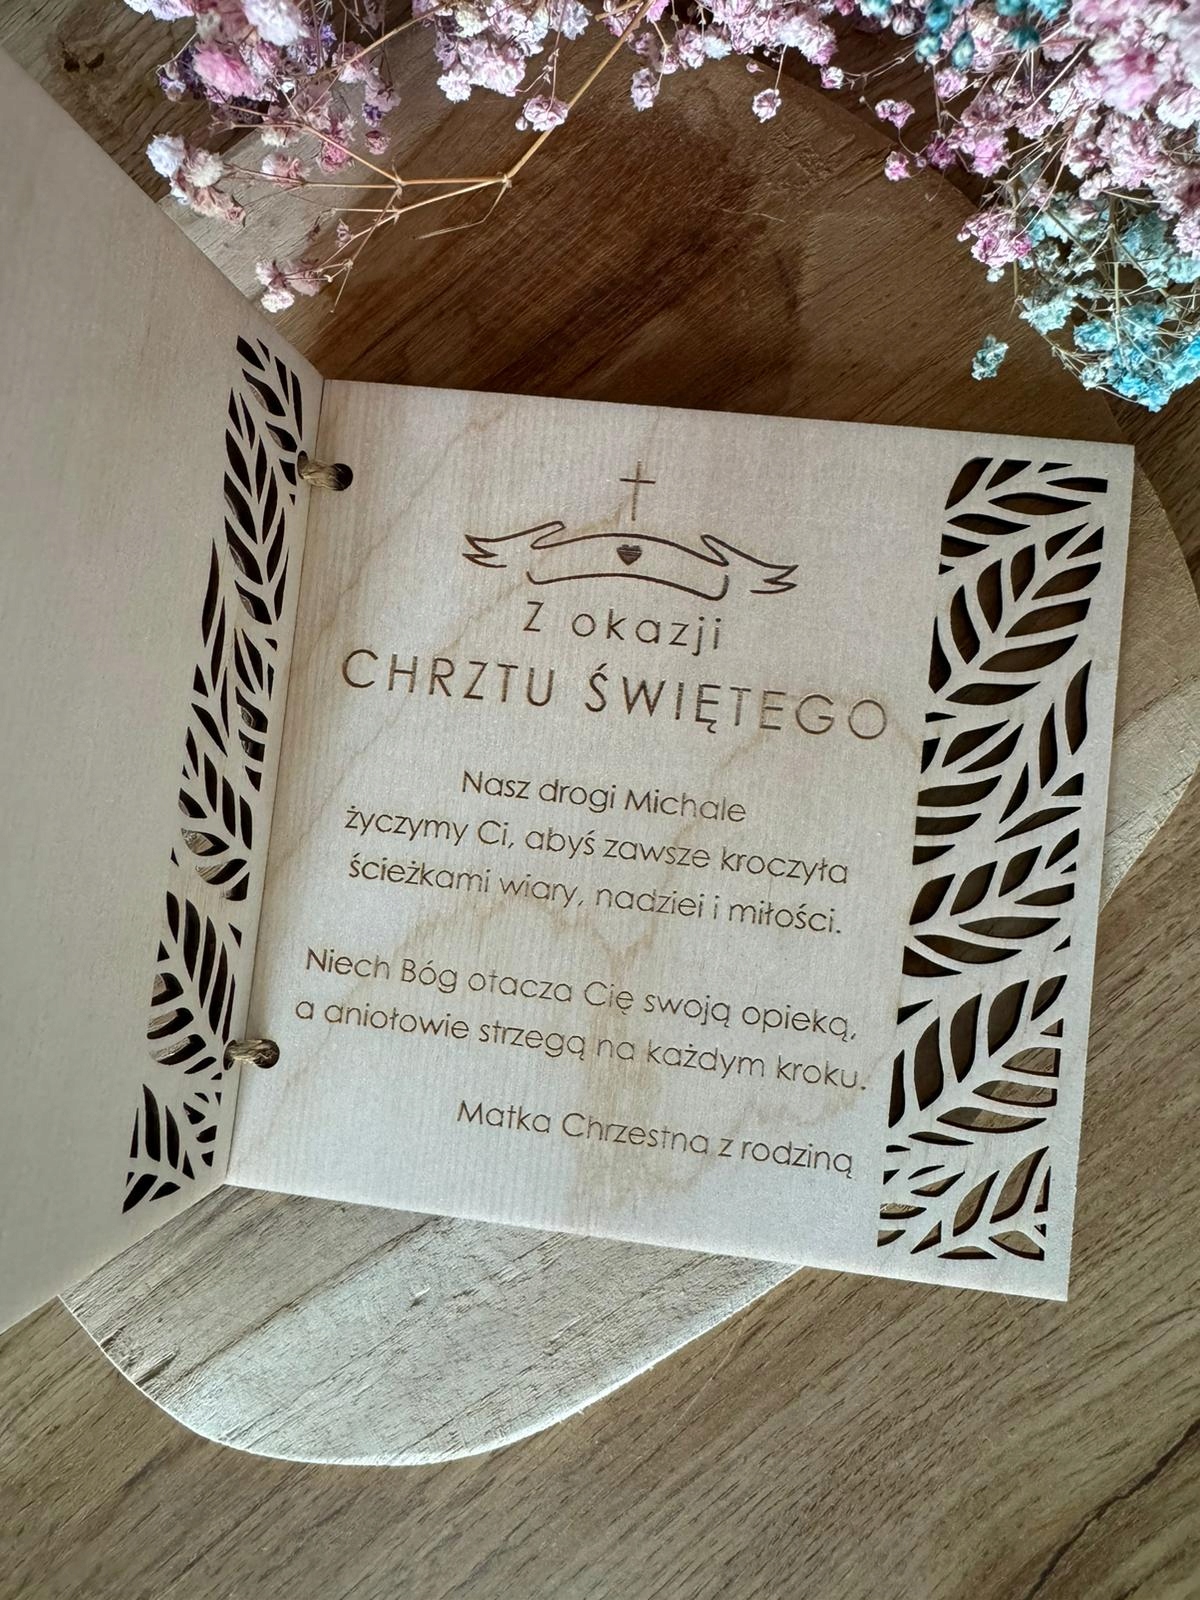 Z okazji
CHRZTU ŚWIĘTEGO
Nasz drogi Michale
życzymy Ci, abyś zawsze kroczyła
ścieżkami wiary, nadziei i miłości.
Niech Bóg otacza Cię swoją opieką,
a aniołowie strzegą na każdym kroku.
Matka Chrzestna z rodziną